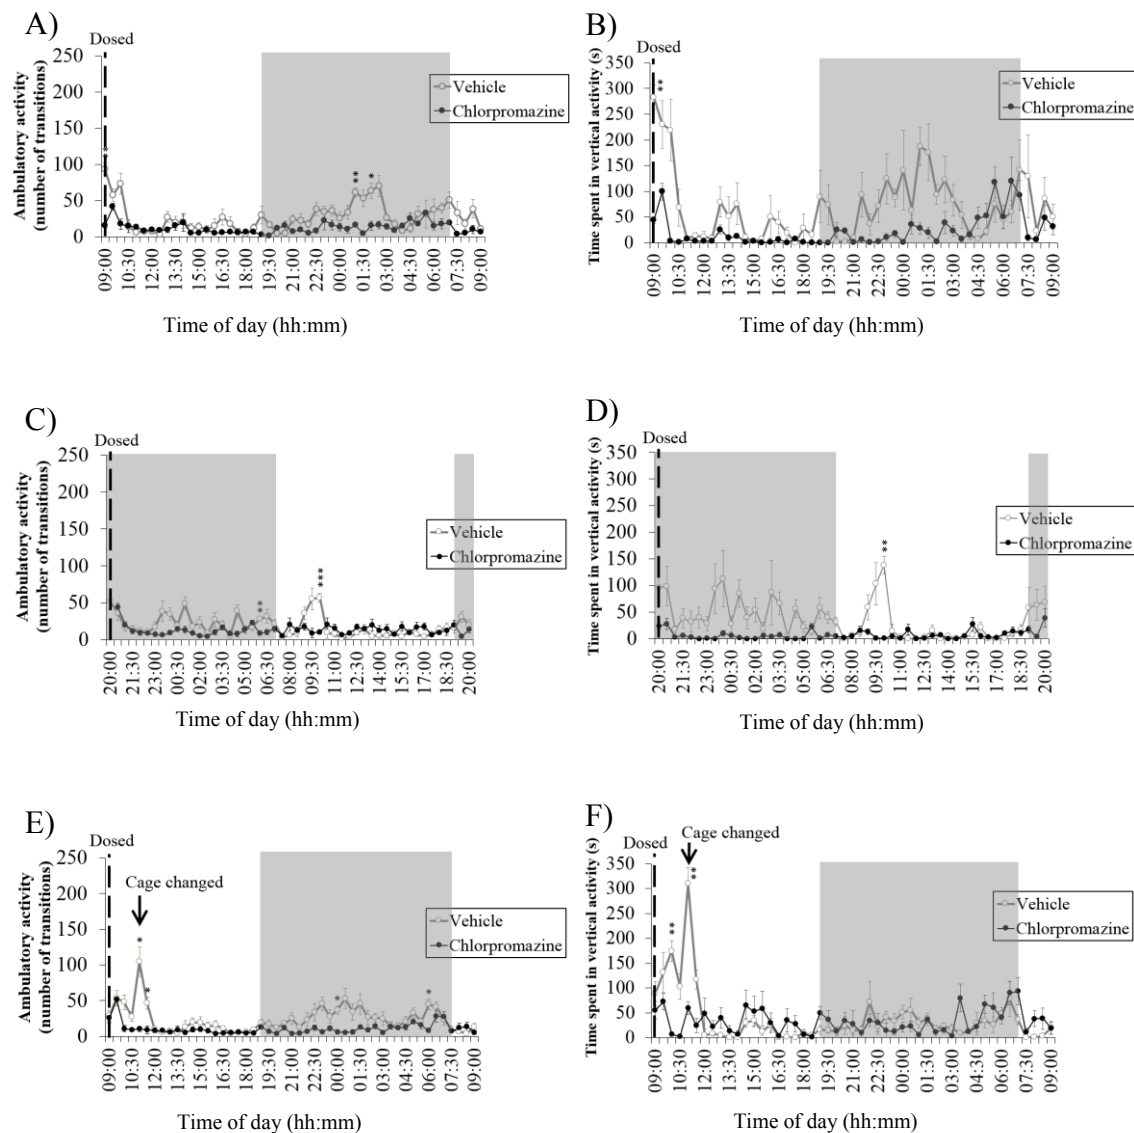 A)
Dosed
Ambulatory activity
(number of transitions)
250
200
150
100
50
0
**
**
*
Vehicle
Chlorpromazine
09:00 10:30 12:00 13:30 15:00 16:30 18:00 19:30 21:00 22:30 00:00 01:30 03:00 04:30 06:00 07:30 09:00
Time of day (hh:mm)
B)
Dosed
Time spent in vertical activity (s)
350
300
250
200
150
100
50
0
**
Vehicle
Chlorpromazine
09:00 10:30 12:00 13:30 15:00 16:30 18:00 19:30 21:00 22:30 00:00 01:30 03:00 04:30 06:00 07:30 09:00
Time of day (hh:mm)
C)
Dosed
Ambulatory activity
(number of transitions)
250
200
150
100
50
0
**
***
Vehicle
Chlorpromazine
20:00 21:30 23:00 00:30 02:00 03:30 05:00 06:30 08:00 09:30 11:00 12:30 14:00 15:30 17:00 18:30 20:00
Time of day (hh:mm)
D)
Dosed
Time spent in vertical activity (s)
350
300
250
200
150
100
50
0
**
Vehicle
Chlorpromazine
20:00 21:30 23:00 00:30 02:00 03:30 05:00 06:30 08:00 09:30 11:00 12:30 14:00 15:30 17:00 18:30 20:00
Time of day (hh:mm)
E)
Dosed
Cage changed
Ambulatory activity
(number of transitions)
250
200
150
100
50
0
*
*
*
*
Vehicle
Chlorpromazine
09:00 10:30 12:00 13:30 15:00 16:30 18:00 19:30 21:00 22:30 00:00 01:30 03:00 04:30 06:00 07:30 09:00
Time of day (hh:mm)
F)
Cage changed
Dosed
Time spent in vertical activity (s)
350
300
250
200
150
100
50
0
**
**
Vehicle
Chlorpromazine
09:00 10:30 12:00 13:30 15:00 16:30 18:00 19:30 21:00 22:30 00:00 01:30 03:00 04:30 06:00 07:30 09:00
Time of day (hh:mm)